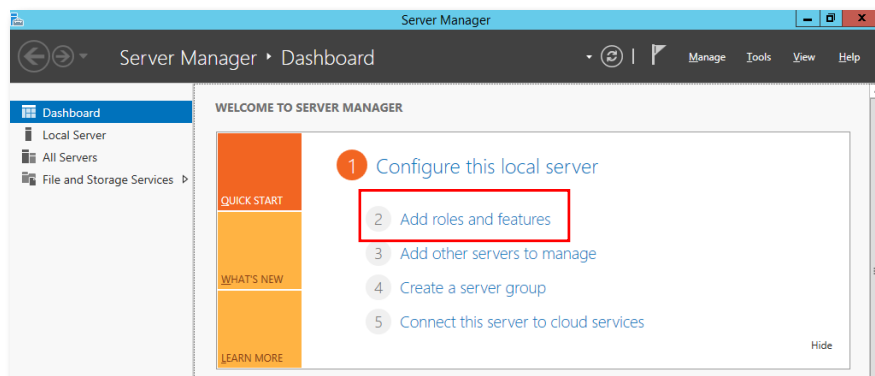 Server Manager
Server Manager ‣ Dashboard
Manage Tools View Help
Dashboard
Local Server
All Servers
File and Storage Services
WELCOME TO SERVER MANAGER
QUICK START
WHAT'S NEW
LEARN MORE
1 Configure this local server
2 Add roles and features
3 Add other servers to manage
4 Create a server group
5 Connect this server to cloud services
Hide